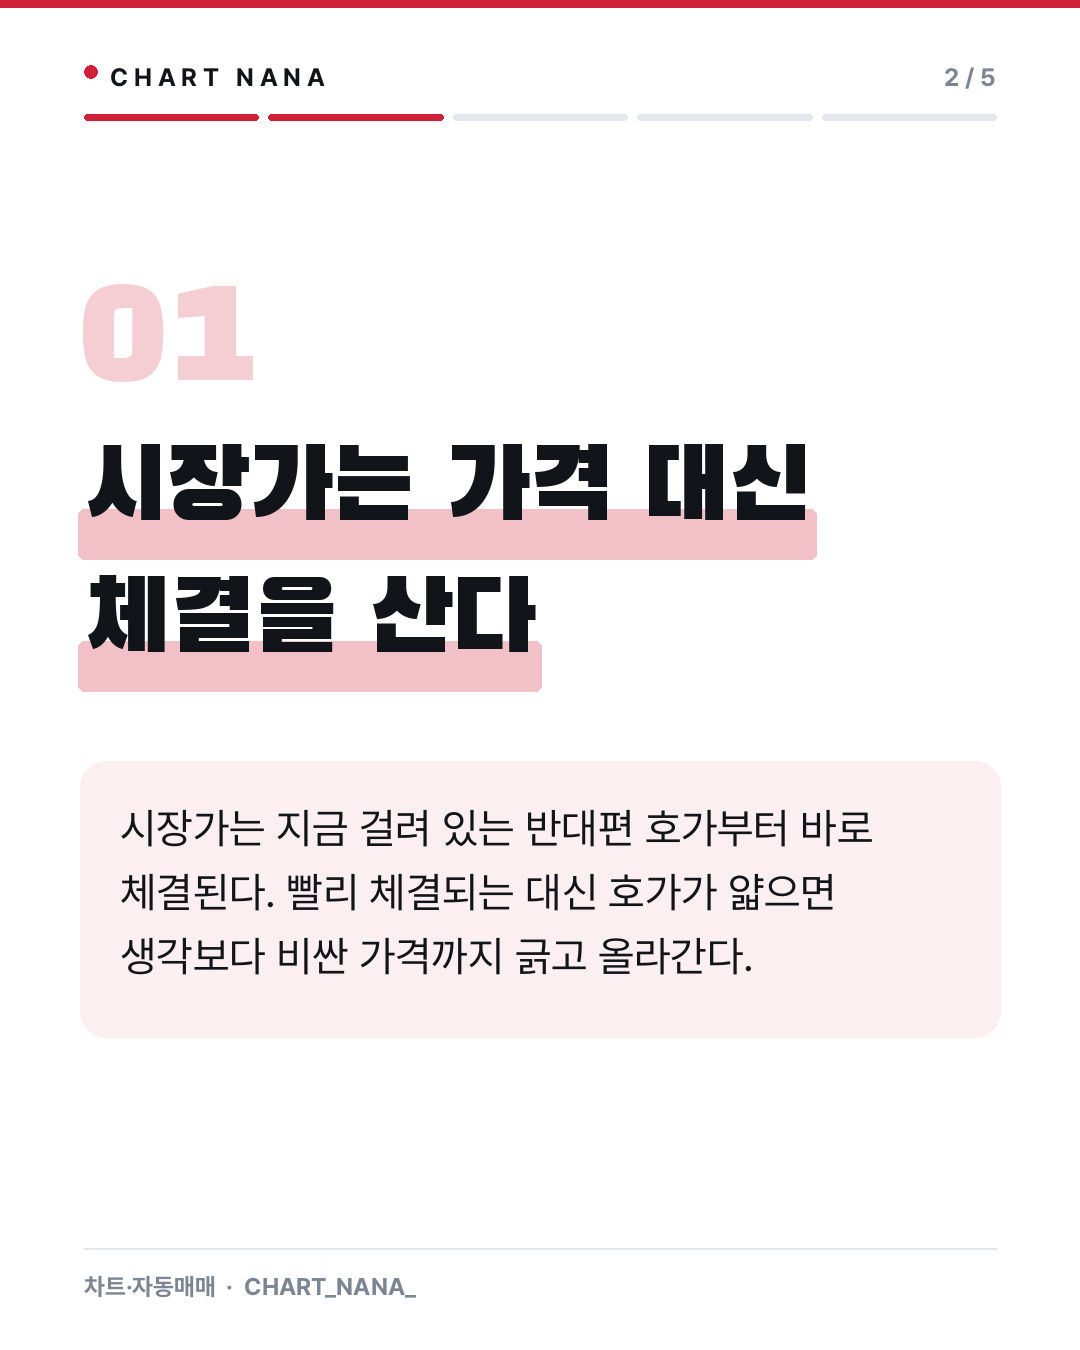 CHART NANA
2 / 5
01
시장가는 가격 대신
체결을 산다
시장가는 지금 걸려 있는 반대편 호가부터 바로
체결된다. 빨리 체결되는 대신 호가가 얇으면
생각보다 비싼 가격까지 긁고 올라간다.
차트·자동매매 · CHART_NANA_